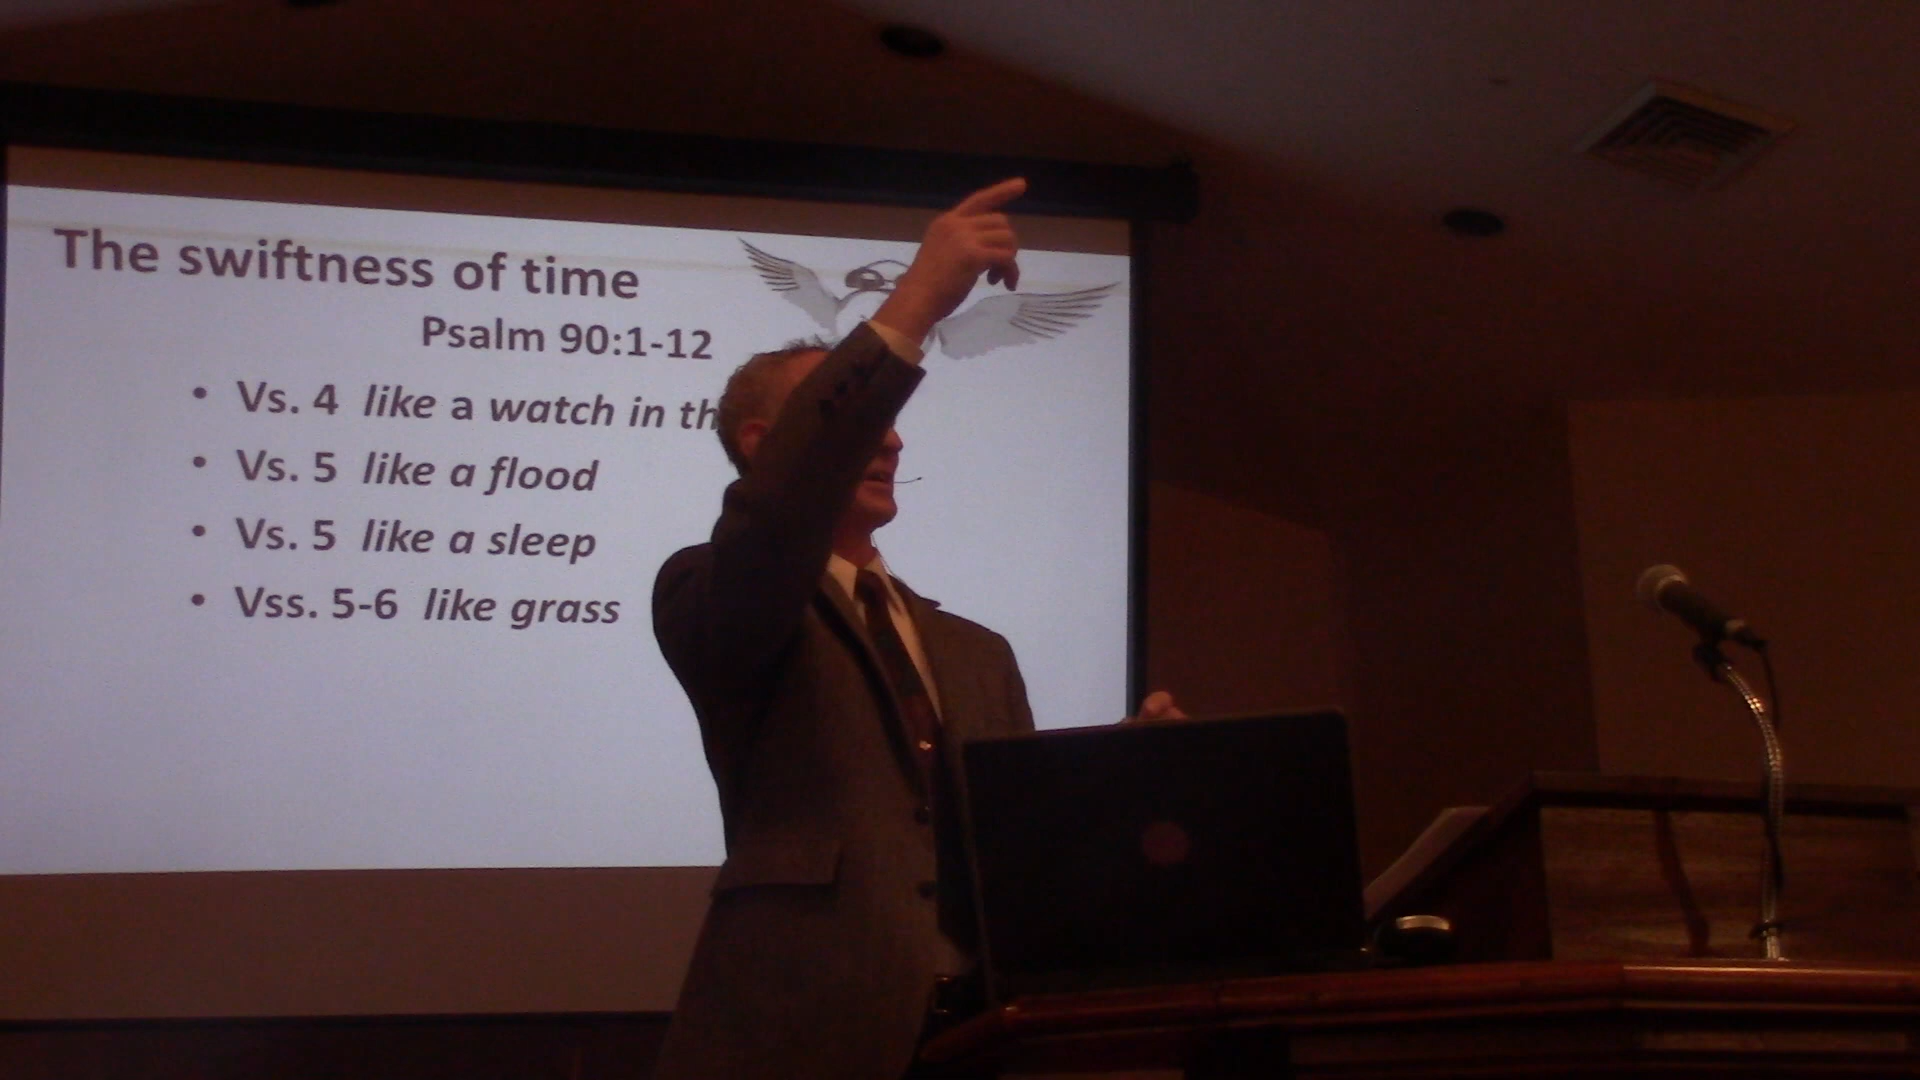 The swiftness of time
Psalm 90:1-12
• Vs. 4 like a watch in
• Vs. 5 like a flood
• Vs. 5 like a sleep
• Vss. 5-6 like grass